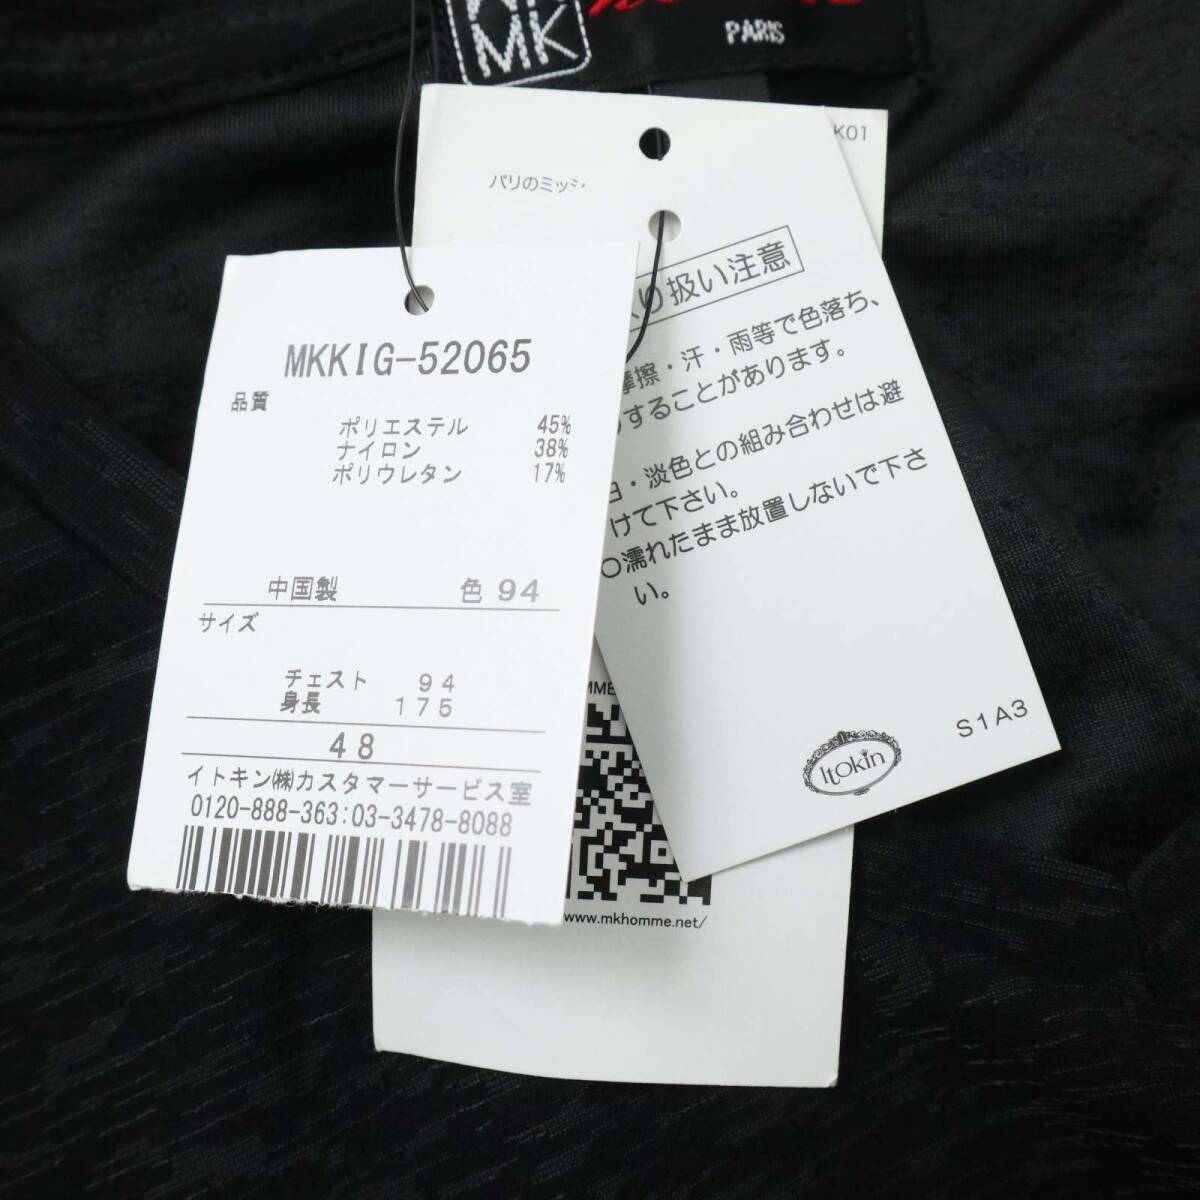 MK
PARIS
K01
パリのミッシ
り扱い注意
摩擦・汗・雨等で色落ち、
することがあります。
・淡色との組み合わせは避
けて下さい。
○濡れたまま放置しないで下さ
い。
S1A3
Itokin
MKKIG-52065
品質
ポリエステル 45%
ナイロン 38%
ポリウレタン 17%
中国製 色 94
サイズ
チェスト 94
身長 175
48
イトキン㈱カスタマーサービス室
0120-888-363:03-3478-8088
www.mkhomme.net/